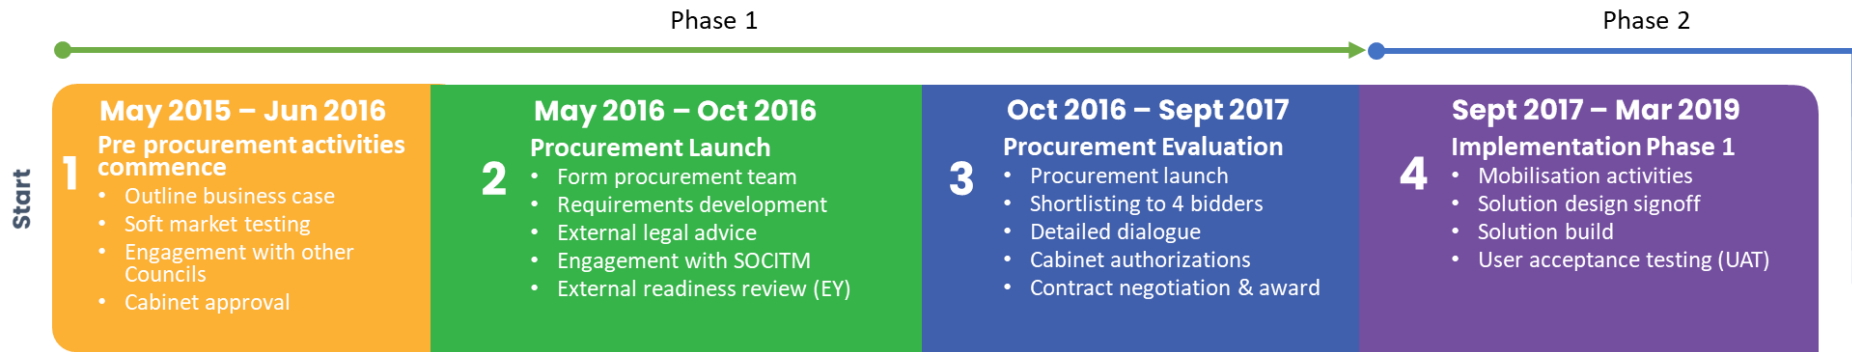 Phase 1
Phase 2
Start
1
May 2015 – Jun 2016
Pre procurement activities
commence
• Outline business case
• Soft market testing
• Engagement with other
Councils
• Cabinet approval
2
May 2016 – Oct 2016
Procurement Launch
• Form procurement team
• Requirements development
• External legal advice
• Engagement with SOCITM
• External readiness review (EY)
3
Oct 2016 – Sept 2017
Procurement Evaluation
• Procurement launch
• Shortlisting to 4 bidders
• Detailed dialogue
• Cabinet authorizations
• Contract negotiation & award
4
Sept 2017 – Mar 2019
Implementation Phase 1
• Mobilisation activities
• Solution design signoff
• Solution build
• User acceptance testing (UAT)